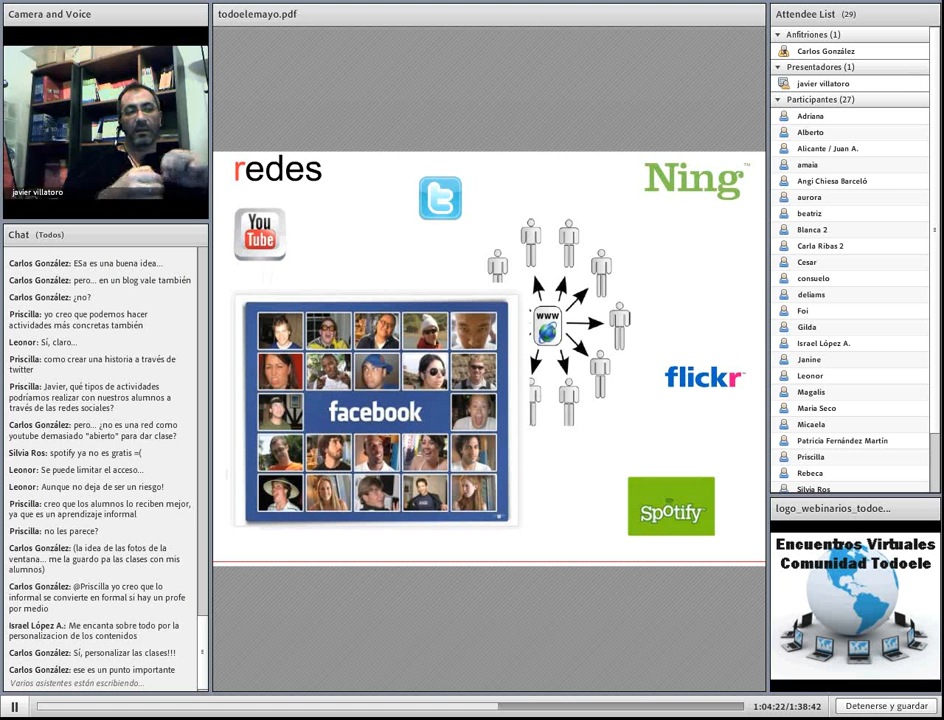 Camera and Voice
javier villatoro
Chat (Todos)
Carlos González: ESa es una buena idea...
Carlos González: pero... en un blog vale también
Carlos González: ¿no?
Priscilla: yo creo que podemos hacer
actividades más concretas también
Leonor: Sí, claro...
Priscilla: como crear una historia a través de
twitter
Priscilla: Javier, qué tipos de actividades
podríamos realizar con nuestros alumnos a
través de las redes sociales?
Carlos González: pero... ¿no es una red como
youtube demasiado "abierto" para dar clase?
Silvia Ros: spotify ya no es gratis =(
Leonor: Se puede limitar el acceso...
Leonor: Aunque no deja de ser un riesgo!
Priscilla: creo que los alumnos lo reciben mejor,
ya que es un aprendizaje informal
Priscilla: no les parece?
Carlos González: (la idea de las fotos de la
ventana... me la guardo pa las clases con mis
alumnos)
Carlos González: @Priscilla yo creo que lo
informal se convierte en formal si hay un profe
por medio
Israel López A.: Me encanta sobre todo por la
personalizacion de los contenidos
Carlos González: Sí, personalizar las clases!!!
Carlos González: ese es un punto importante
Varios asistentes están escribiendo...
todoelemayo.pdf
redes
Ning™
You
Tube
t
www
facebook
flickr
Spotify
Attendee List (29)
Anfitriones (1)
Carlos González
Presentadores (1)
javier villatoro
Participantes (27)
Adriana
Alberto
Alicante / Juan A.
amaia
Angi Chiesa Barceló
aurora
beatriz
Blanca 2
Carla Ribas 2
Cesar
consuelo
deliams
Foi
Gilda
Israel López A.
Janine
Leonor
Magalis
Maria Seco
Micaela
Patricia Fernández Martín
Priscilla
Rebeca
Silvia Ros
logo_webinarios_todoe...
Encuentros Virtuales
Comunidad Todoele
1:04:22/1:38:42
Detenerse y guardar